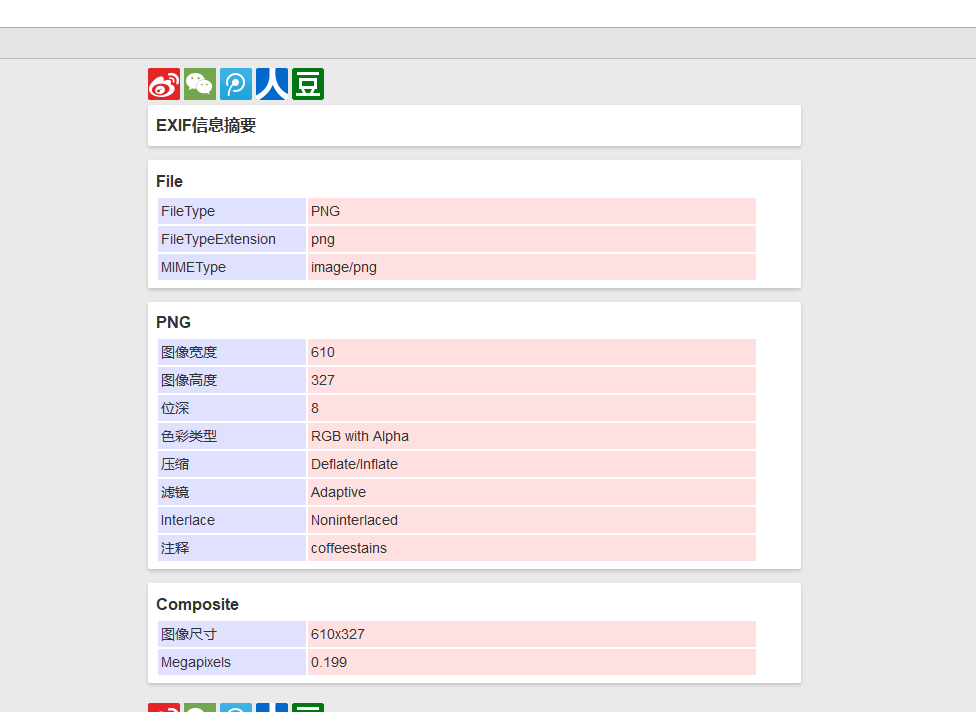 人 豆
EXIF信息摘要
File
FileType PNG
FileTypeExtension png
MIMEType image/png
PNG
图像宽度 610
图像高度 327
位深 8
色彩类型 RGB with Alpha
压缩 Deflate/Inflate
滤镜 Adaptive
Interlace Noninterlaced
注释 coffeestains
Composite
图像尺寸 610x327
Megapixels 0.199